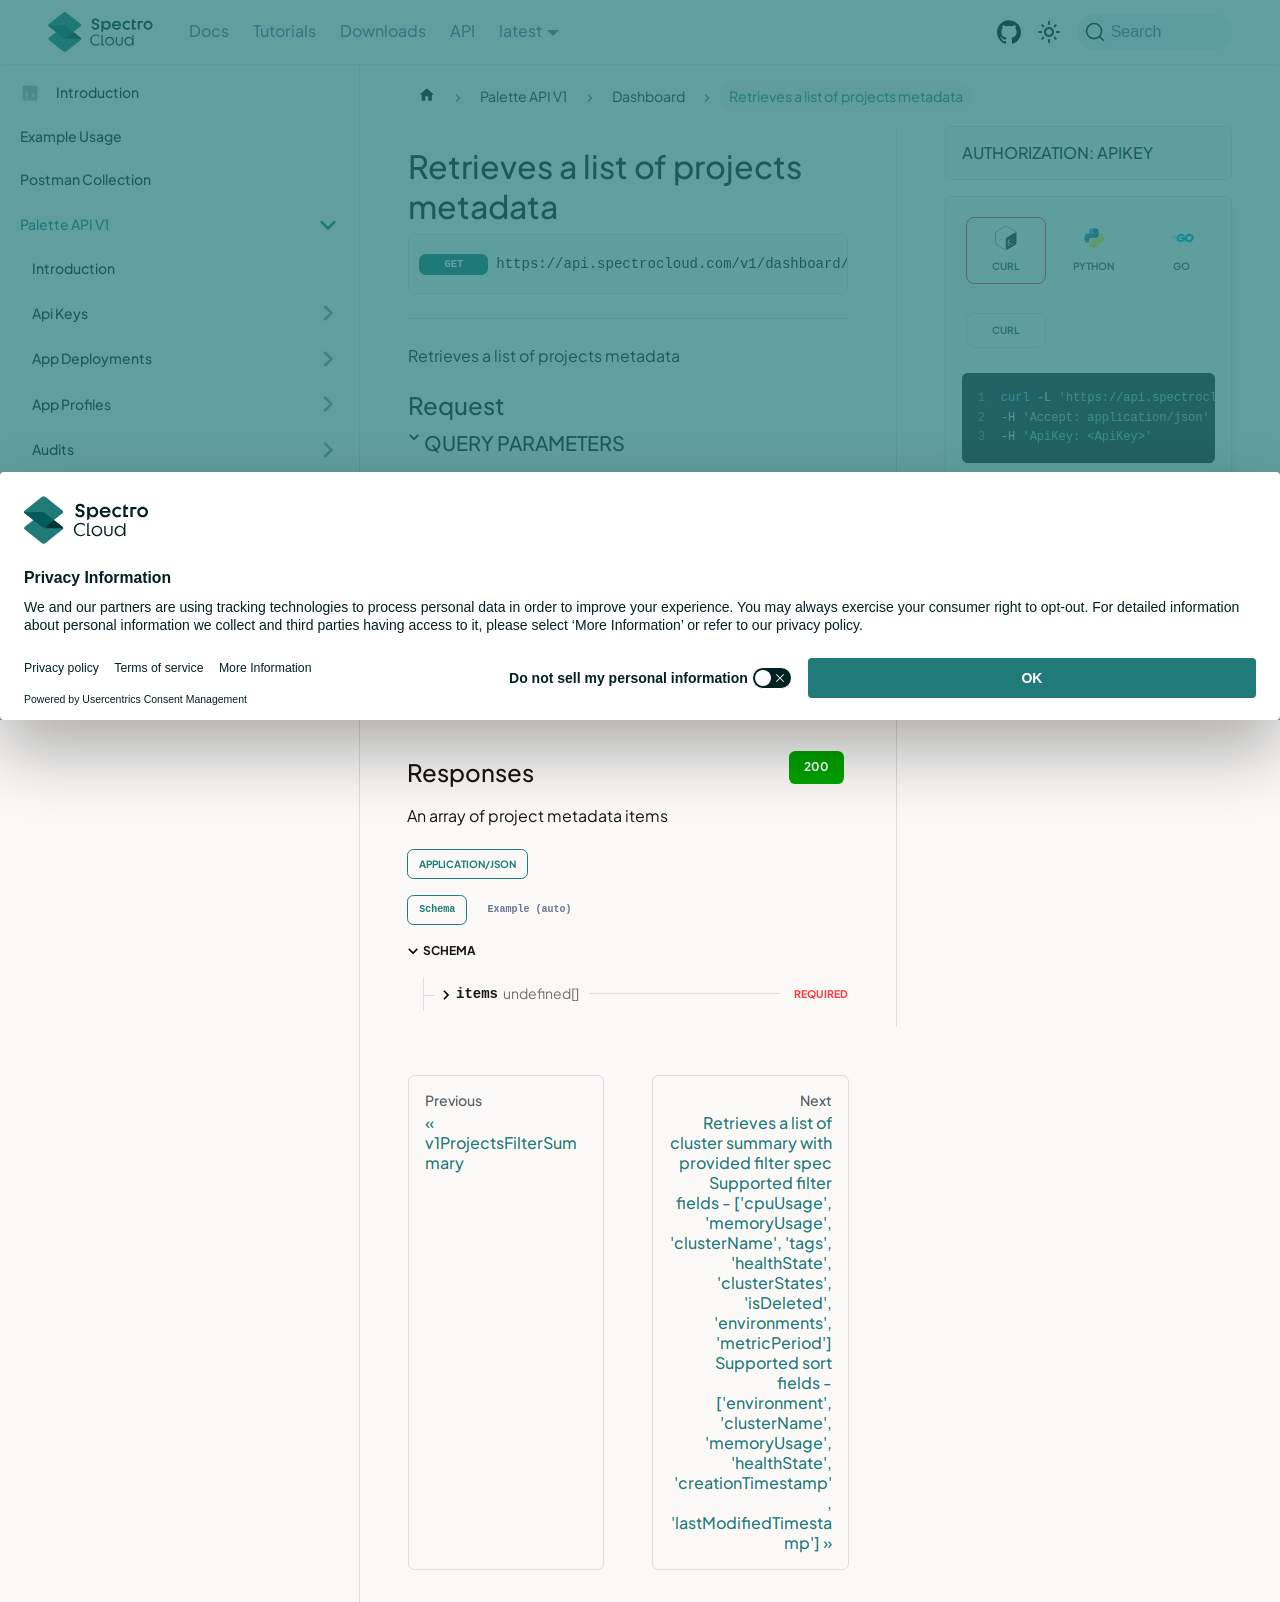 Spectro
Cloud
Docs
Tutorials
Downloads
API
latest
Search
Introduction
Example Usage
Postman Collection
Palette API V1
Introduction
Api Keys
App Deployments
App Profiles
Audits
Palette API V1
Dashboard
Retrieves a list of projects metadata
Retrieves a list of projects
metadata
GET
https://api.spectrocloud.com/v1/dashboard/
Retrieves a list of projects metadata
Request
QUERY PARAMETERS
AUTHORIZATION: APIKEY
CURL
PYTHON
GO
CURL
1 curl -L 'https://api.spectrocl
2 -H 'Accept: application/json'
3 -H 'ApiKey: <ApiKey>'
Spectro
Cloud
Privacy Information
We and our partners are using tracking technologies to process personal data in order to improve your experience. You may always exercise your consumer right to opt-out. For detailed information
about personal information we collect and third parties having access to it, please select ‘More Information’ or refer to our privacy policy.
Privacy policy
Terms of service
More Information
Do not sell my personal information
OK
Powered by Usercentrics Consent Management
Responses
200
An array of project metadata items
APPLICATION/JSON
Schema
Example (auto)
SCHEMA
items undefined[]
REQUIRED
Previous
«
v1ProjectsFilterSum
mary
Next
Retrieves a list of
cluster summary with
provided filter spec
Supported filter
fields - ['cpuUsage',
'memoryUsage',
'clusterName', 'tags',
'healthState',
'clusterStates',
'isDeleted',
'environments',
'metricPeriod']
Supported sort
fields -
['environment',
'clusterName',
'memoryUsage',
'healthState',
'creationTimestamp'
,
'lastModifiedTimesta
mp'] »